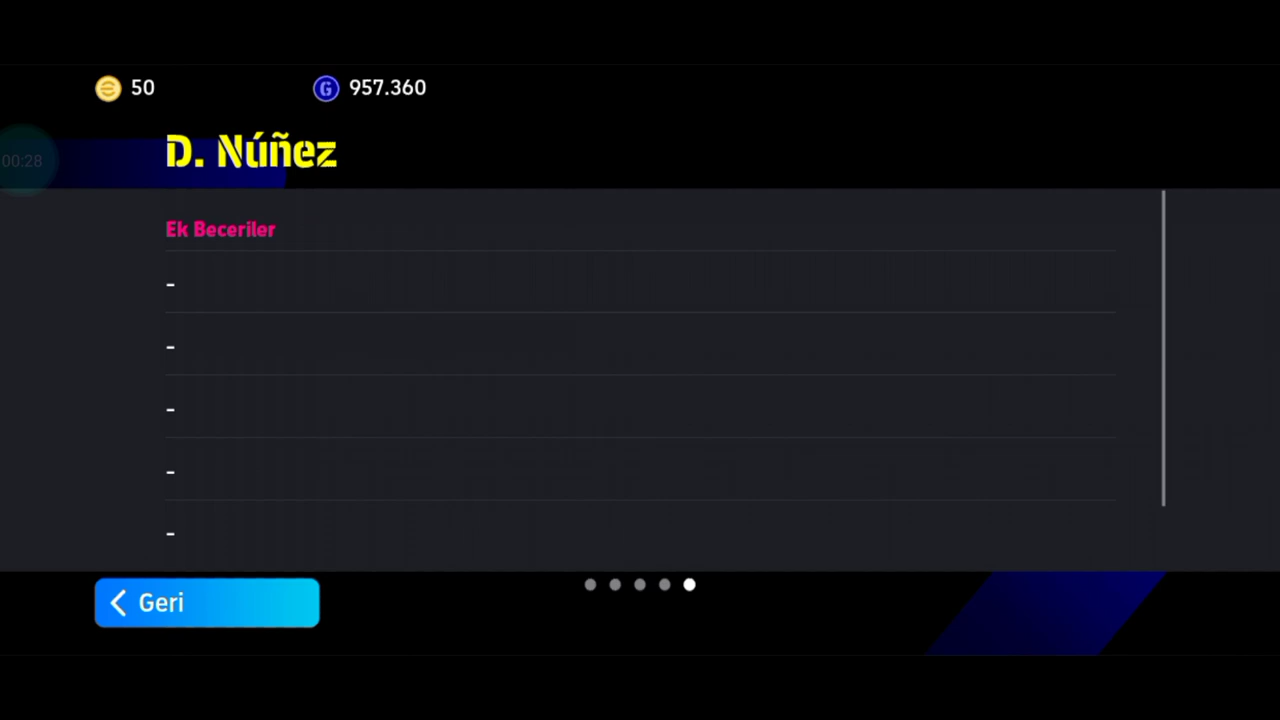 50
957.360
D. Núñez
00:28
Ek Beceriler
-
-
-
-
-
Geri